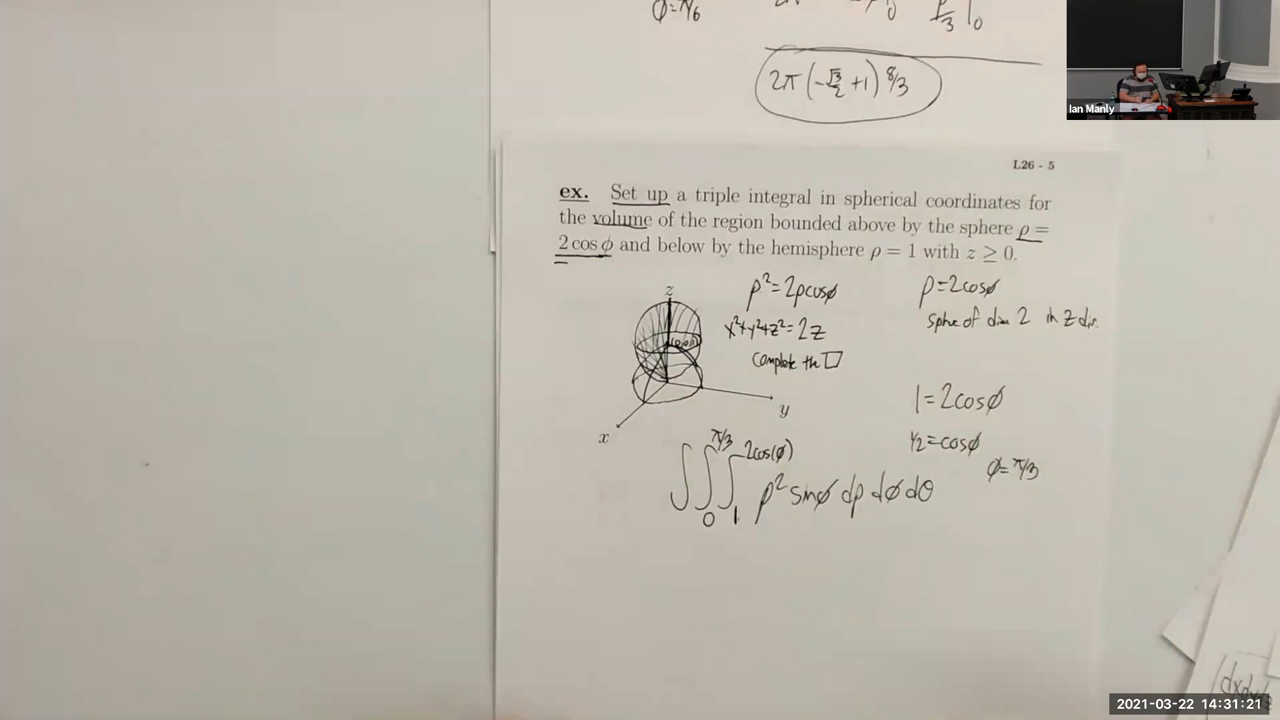 φ=π/6
2π(-√3/2 +1) 8/3
Ian Manly
L26 - 5
ex. Set up a triple integral in spherical coordinates for
the volume of the region bounded above by the sphere ρ =
2 cos φ and below by the hemisphere ρ = 1 with z ≥ 0.
ρ²=2ρcosφ
x²+y²+z²=2z
Complete the □
ρ=2cosφ
sphe of diam 2 in z dir.
1=2cosφ
1/2=cosφ
φ=π/3
z
y
x
∫∫₀^π/3∫₁^2cos(φ) ρ² sinφ dρ dφ dθ
2021-03-22 14:31:21